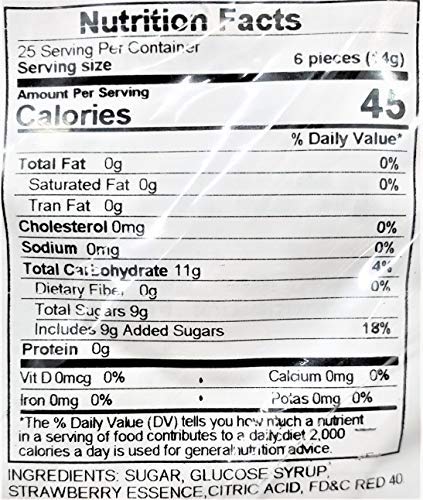 Nutrition Facts
25 Serving Per Container
Serving size 6 pieces (14g)
Amount Per Serving
Calories 45
% Daily Value*
Total Fat 0g 0%
Saturated Fat 0g 0%
Tran Fat 0g
Cholesterol 0mg 0%
Sodium 0mg 0%
Total Carbohydrate 11g 4%
Dietary Fiber 0g 0%
Total Sugars 9g
Includes 9g Added Sugars 18%
Protein 0g
Vit D 0mcg 0% • Calcium 0mg 0%
Iron 0mg 0% • Potas 0mg 0%
*The % Daily Value (DV) tells you how much a nutrient
in a serving of food contributes to a daily diet 2,000
calories a day is used for general nutrition advice.
INGREDIENTS: SUGAR, GLUCOSE SYRUP,
STRAWBERRY ESSENCE, CITRIC ACID, FD&C RED 40